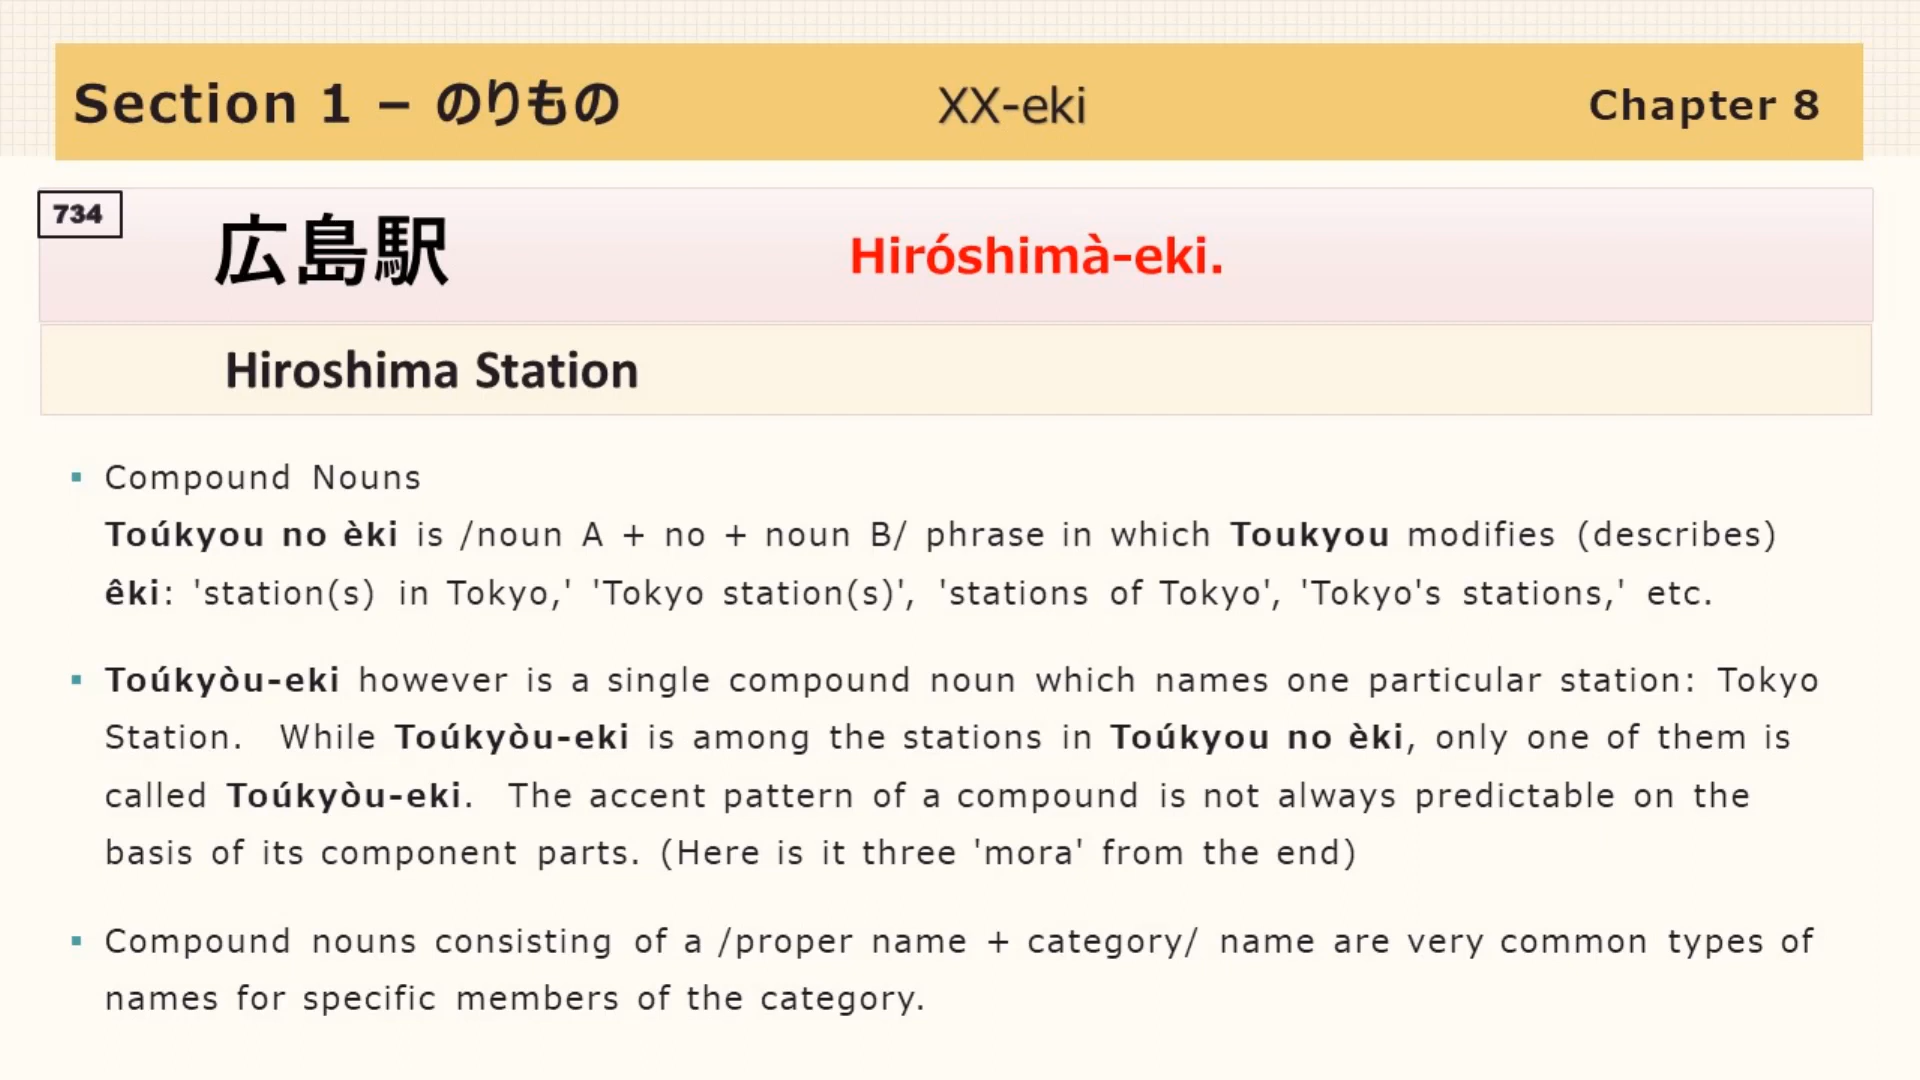 Section 1 – のりもの XX-eki Chapter 8
734
広島駅 Hiróshimà-eki.
Hiroshima Station
▪ Compound Nouns
Toúkyou no èki is /noun A + no + noun B/ phrase in which Toukyou modifies (describes)
êki: 'station(s) in Tokyo,' 'Tokyo station(s)', 'stations of Tokyo', 'Tokyo's stations,' etc.
▪ Toúkyòu-eki however is a single compound noun which names one particular station: Tokyo
Station. While Toúkyòu-eki is among the stations in Toúkyou no èki, only one of them is
called Toúkyòu-eki. The accent pattern of a compound is not always predictable on the
basis of its component parts. (Here is it three 'mora' from the end)
▪ Compound nouns consisting of a /proper name + category/ name are very common types of
names for specific members of the category.